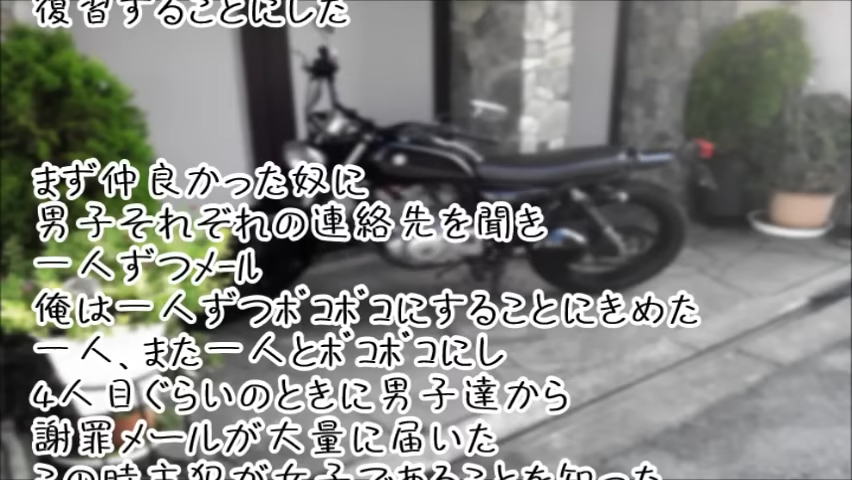 復習することにした
まず仲良かった奴に
男子それぞれの連絡先を聞き
一人ずつﾒｰﾙ
俺は一人ずつﾎﾞｺﾎﾞｺにすることにきめた
一人、また一人とﾎﾞｺﾎﾞｺにし
4人目ぐらいのときに男子達から
謝罪メールが大量に届いた
この時主犯が女子であることを知った